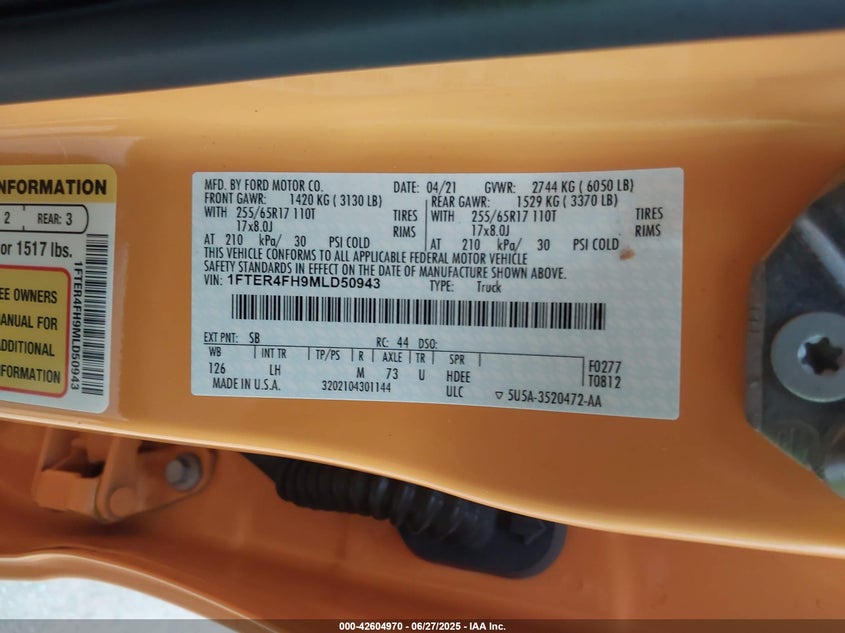 NFORMATION
2 REAR: 3
or 1517 lbs.
EE OWNERS
ANUAL FOR
ADDITIONAL
NFORMATION
1FTER4FH9MLD50943
MFD. BY FORD MOTOR CO. DATE: 04/21 GVWR: 2744 KG ( 6050 LB)
FRONT GAWR: 1420 KG ( 3130 LB) REAR GAWR: 1529 KG ( 3370 LB)
WITH 255/65R17 110T TIRES WITH 255/65R17 110T TIRES
17x8.0J RIMS 17x8.0J RIMS
AT 210 kPa/ 30 PSI COLD AT 210 kPa/ 30 PSI COLD
THIS VEHICLE CONFORMS TO ALL APPLICABLE FEDERAL MOTOR VEHICLE
SAFETY STANDARDS IN EFFECT ON THE DATE OF MANUFACTURE SHOWN ABOVE.
VIN: 1FTER4FH9MLD50943 TYPE: Truck
EXT PNT: SB RC: 44 DSO:
WB INT TR TP/PS R AXLE TR SPR F0277
126 LH M 73 U HDEE T0812
MADE IN U.S.A. 3202104301144 ULC ▽ 5U5A-3520472-AA
000-42604970 - 06/27/2025 - IAA Inc.